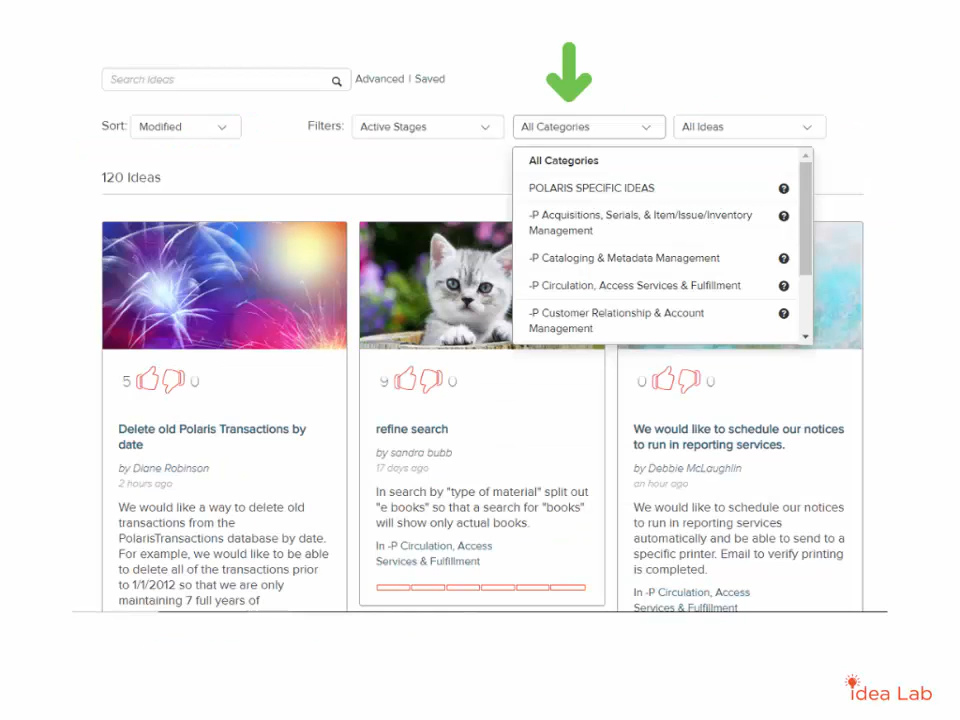 Search Ideas
Advanced | Saved
Sort: Modified
Filters: Active Stages
All Categories
All Ideas
All Categories
POLARIS SPECIFIC IDEAS
-P Acquisitions, Serials, & Item/Issue/Inventory
Management
-P Cataloging & Metadata Management
-P Circulation, Access Services & Fulfillment
-P Customer Relationship & Account
Management
120 Ideas
5 0
Delete old Polaris Transactions by
date
by Diane Robinson
2 hours ago
We would like a way to delete old
transactions from the
PolarisTransactions database by date.
For example, we would like to be able
to delete all of the transactions prior
to 1/1/2012 so that we are only
maintaining 7 full years of
9 0
refine search
by sandra bubb
17 days ago
In search by "type of material" split out
"e books" so that a search for "books"
will show only actual books.
In -P Circulation, Access
Services & Fulfillment
0 0
We would like to schedule our notices
to run in reporting services.
by Debbie McLaughlin
an hour ago
We would like to schedule our notices
to run in reporting services
automatically and be able to send to a
specific printer. Email to verify printing
is completed.
In -P Circulation, Access
Services & Fulfillment
idea Lab